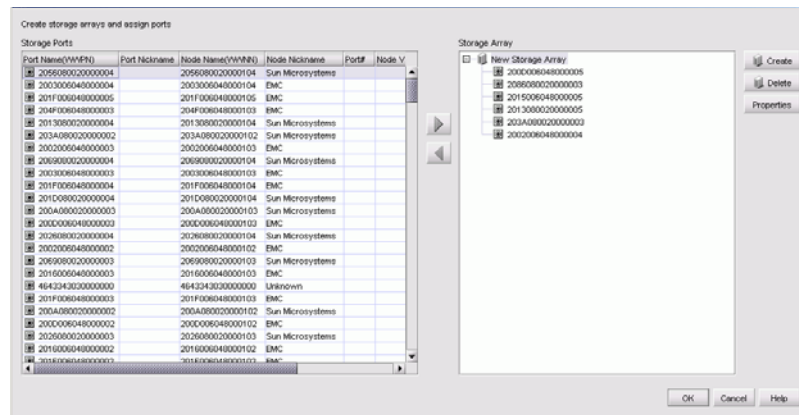 Create storage arrays and assign ports
Storage Ports
Port Name(WWPN) Port Nickname Node Name(WWNN) Node Nickname Port# Node V
2056080020000004 2056080020000104 Sun Microsystems
2003006048000004 2003006048000104 EMC
201F006048000005 201F006048000105 EMC
204F006048000003 204F006048000103 EMC
2013080020000004 2013080020000104 Sun Microsystems
203A080020000002 203A080020000102 Sun Microsystems
2002006048000003 2002006048000103 EMC
2069080020000004 2069080020000104 Sun Microsystems
2003006048000003 2003006048000103 EMC
201F006048000004 201F006048000104 EMC
201D080020000004 201D080020000104 Sun Microsystems
200A080020000003 200A080020000103 Sun Microsystems
200D006048000003 200D006048000103 EMC
2026080020000004 2026080020000104 Sun Microsystems
2002006048000002 2002006048000102 EMC
2069080020000003 2069080020000103 Sun Microsystems
2016006048000003 2016006048000103 EMC
4643343030000000 4643343030000000 Unknown
201F006048000003 201F006048000103 EMC
200A080020000002 200A080020000102 Sun Microsystems
200D006048000002 200D006048000102 EMC
2026080020000003 2026080020000103 Sun Microsystems
2016006048000002 2016006048000102 EMC
201F006048000002 201F006048000102 EMC
Storage Array
New Storage Array
200D006048000005
2086080020000003
2015006048000005
2013080020000005
203A080020000003
2002006048000004
Create
Delete
Properties
OK Cancel Help